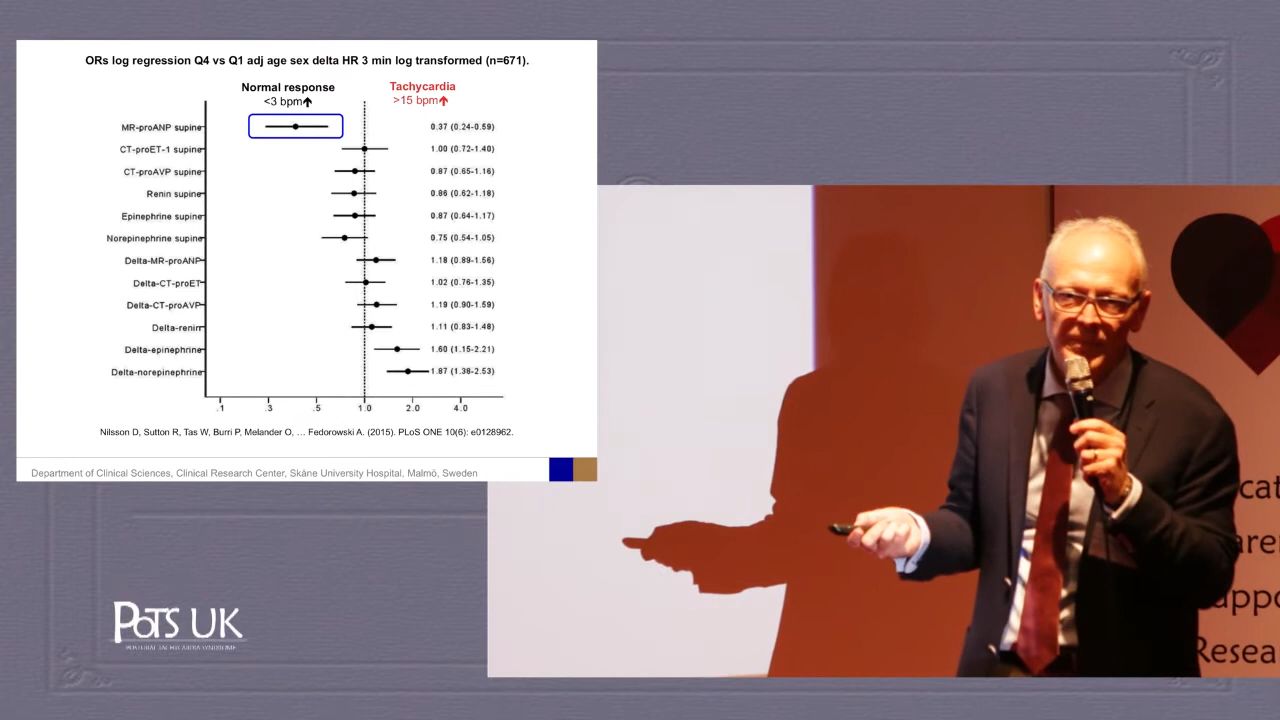 ORs log regression Q4 vs Q1 adj age sex delta HR 3 min log transformed (n=671).
Normal response
<3 bpm↑
Tachycardia
>15 bpm↑
MR-proANP supine 0.37 (0.24-0.59)
CT-proET-1 supine 1.00 (0.72-1.40)
CT-proAVP supine 0.87 (0.65-1.16)
Renin supine 0.86 (0.62-1.18)
Epinephrine supine 0.87 (0.64-1.17)
Norepinephrine supine 0.75 (0.54-1.05)
Delta-MR-proANP 1.18 (0.89-1.56)
Delta-CT-proET 1.02 (0.76-1.35)
Delta-CT-proAVP 1.19 (0.90-1.59)
Delta-renin 1.11 (0.83-1.48)
Delta-epinephrine 1.60 (1.15-2.21)
Delta-norepinephrine 1.87 (1.38-2.53)
.1 .3 .5 1.0 2.0 4.0
Nilsson D, Sutton R, Tas W, Burri P, Melander O, ... Fedorowski A. (2015). PLoS ONE 10(6): e0128962.
Department of Clinical Sciences, Clinical Research Center, Skåne University Hospital, Malmö, Sweden
cat
are
appo
Resea
PoTS UK
POSTURAL TACHYCARDIA SYNDROME